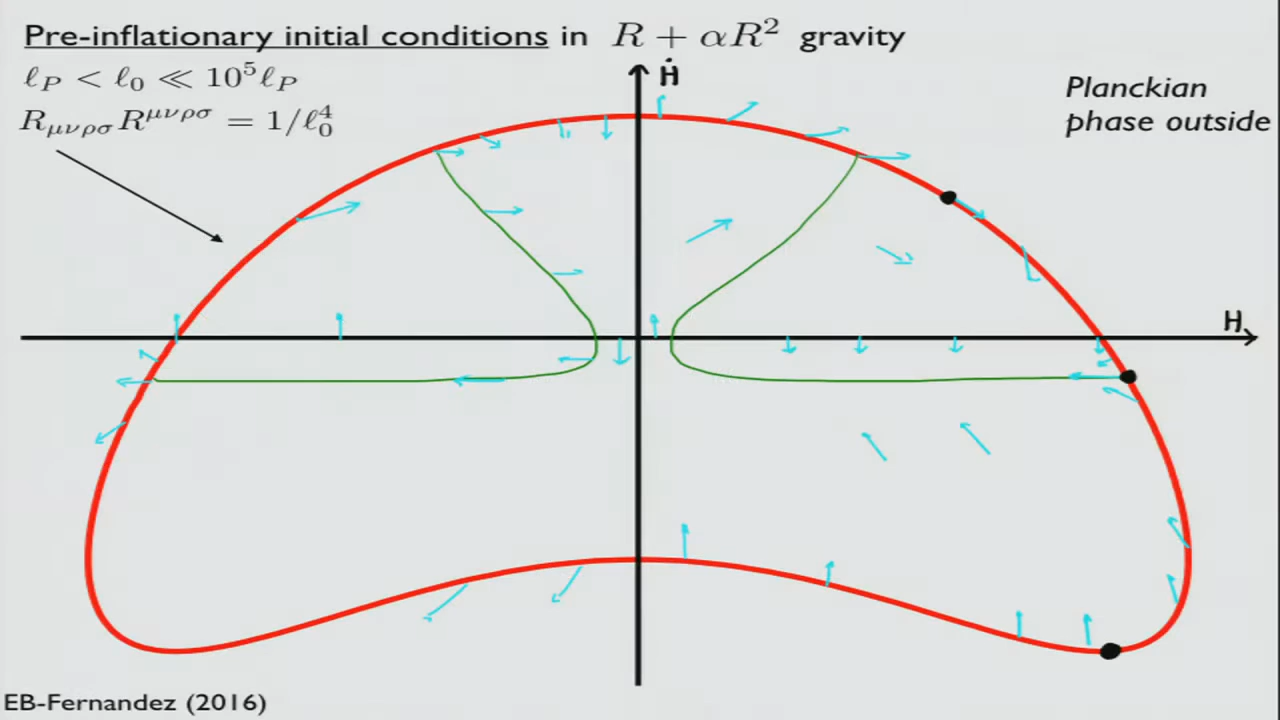 Pre-inflationary initial conditions in R + αR² gravity
ℓ_P < ℓ_0 ≪ 10⁵ℓ_P
R_{μνρσ}R^{μνρσ} = 1/ℓ_0⁴
Ḣ
Planckian
phase outside
H
EB-Fernandez (2016)